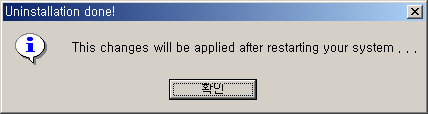 Uninstallation done!
This changes will be applied after restarting your system . . .
확인